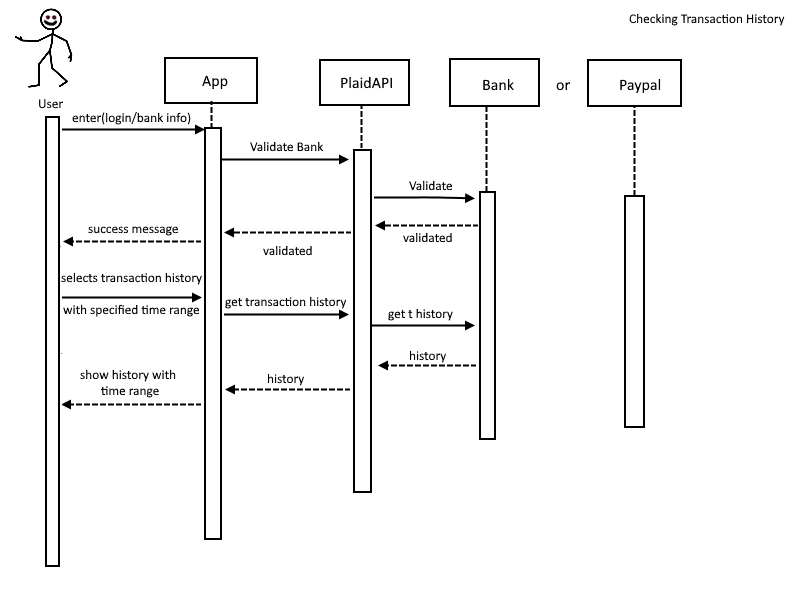 Checking Transaction History
App
PlaidAPI
Bank
or
Paypal
User
enter(login/bank info)
Validate Bank
Validate
success message
validated
validated
selects transaction history
with specified time range
get transaction history
get t history
history
history
show history with
time range